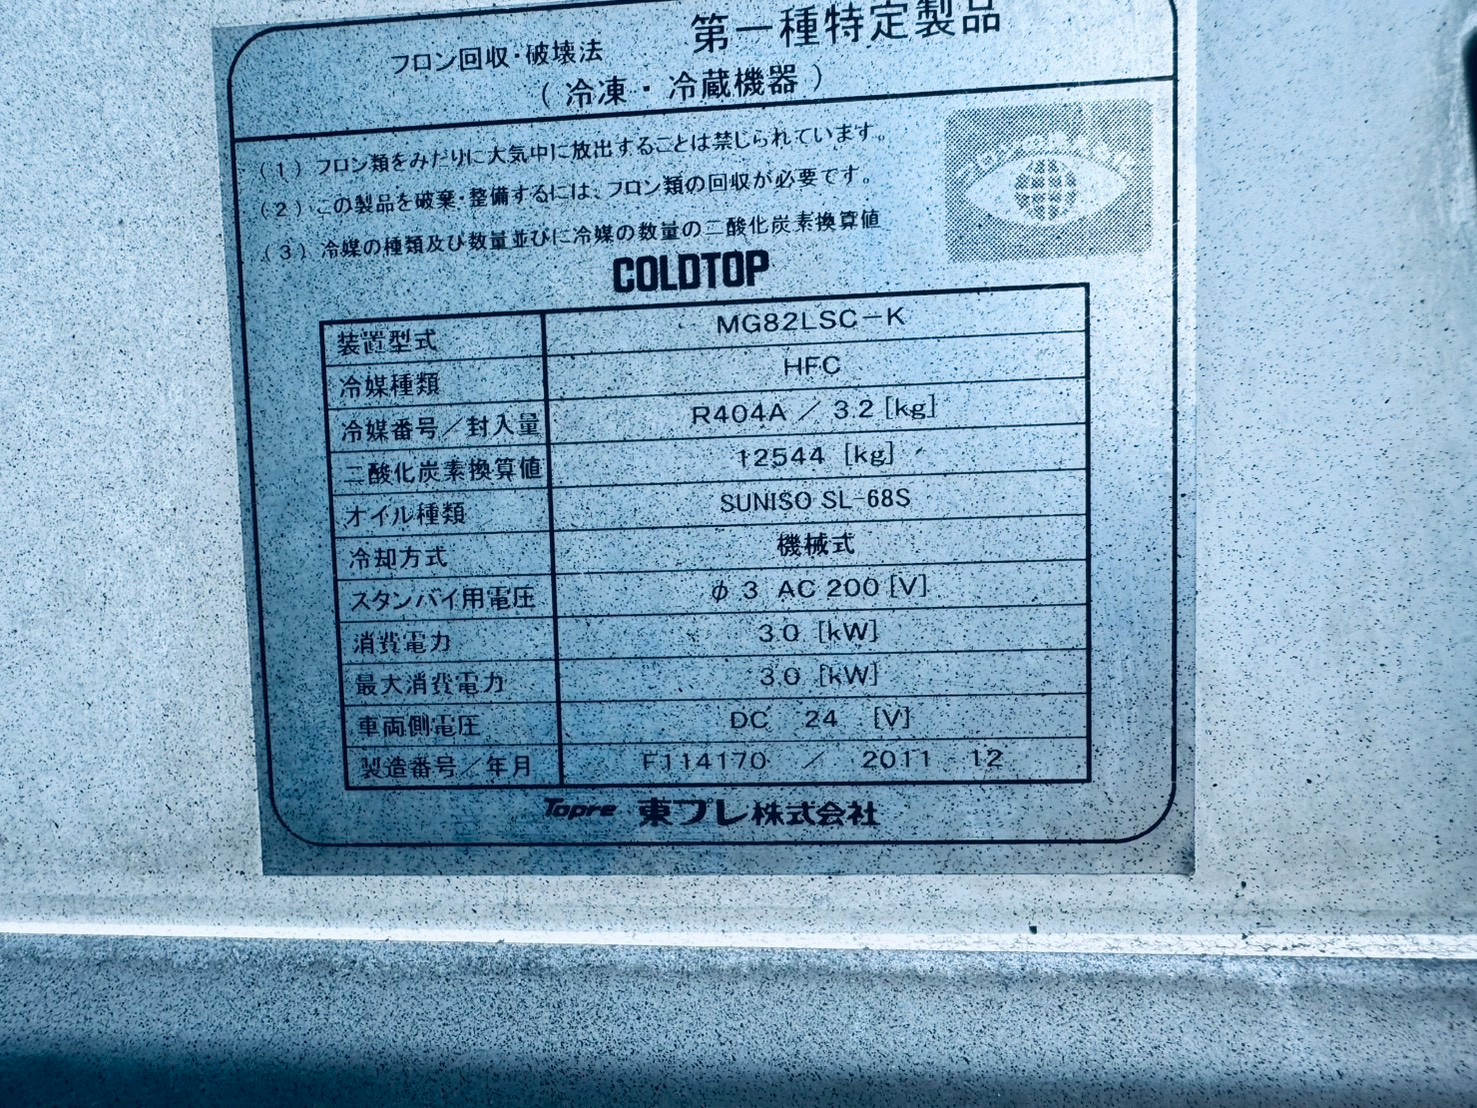 フロン回収・破壊法 第一種特定製品
（冷凍・冷蔵機器）
（１）フロン類をみだりに大気中に放出することは禁じられています。
（２）この製品を破棄・整備するには、フロン類の回収が必要です。
（３）冷媒の種類及び数量並びに冷媒の数量の二酸化炭素換算値
COLDTOP
装置型式 MG82LSC-K
冷媒種類 HFC
冷媒番号／封入量 R404A ／ 3.2 [kg]
二酸化炭素換算値 12544 [kg]
オイル種類 SUNISO SL-68S
冷却方式 機械式
スタンバイ用電圧 φ 3 AC 200 [V]
消費電力 3.0 [kW]
最大消費電力 3.0 [kW]
車両側電圧 DC 24 [V]
製造番号／年月 F114170 ／ 2011 12
Topre 東プレ株式会社